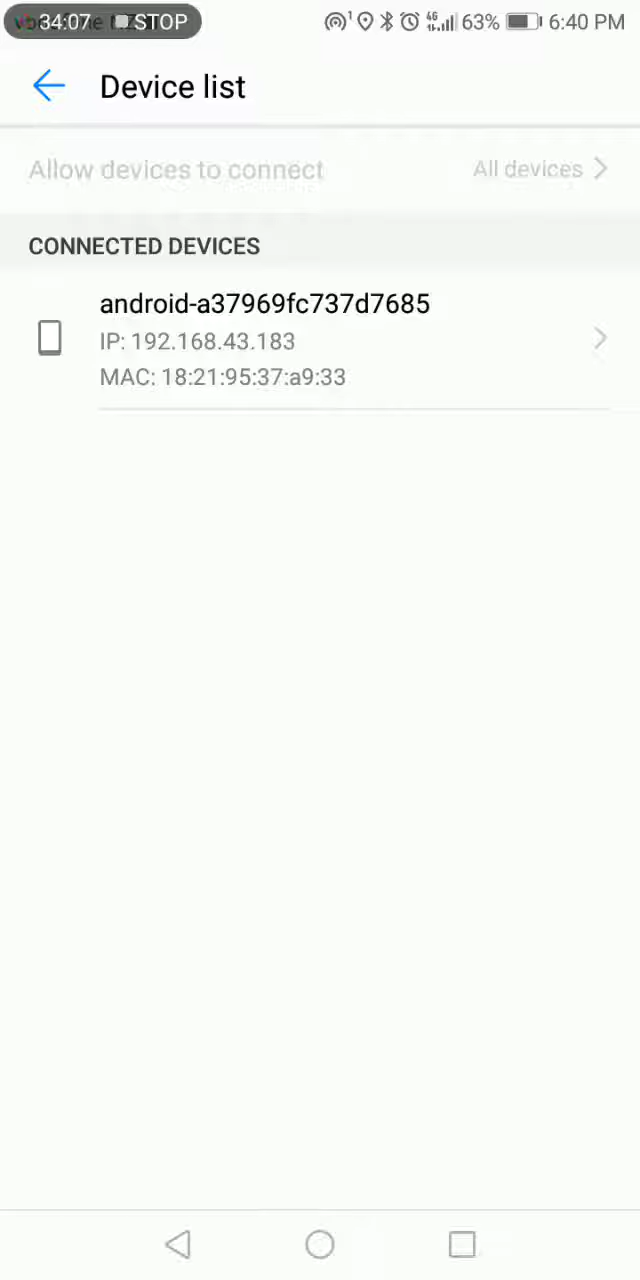 34:07 STOP 4G 63% 6:40 PM
Device list
Allow devices to connect All devices
CONNECTED DEVICES
android-a37969fc737d7685
IP: 192.168.43.183
MAC: 18:21:95:37:a9:33